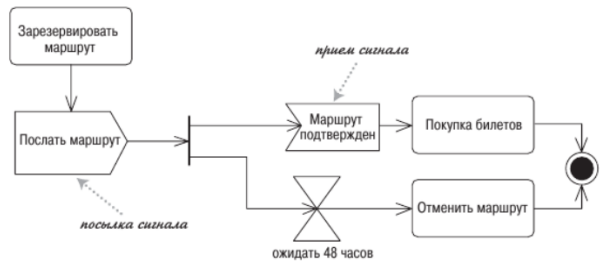 Зарезервировать
маршрут
прием сигнала
Послать маршрут
Маршрут
подтвержден
Покупка билетов
Отменить маршрут
посылка сигнала
ожидать 48 часов